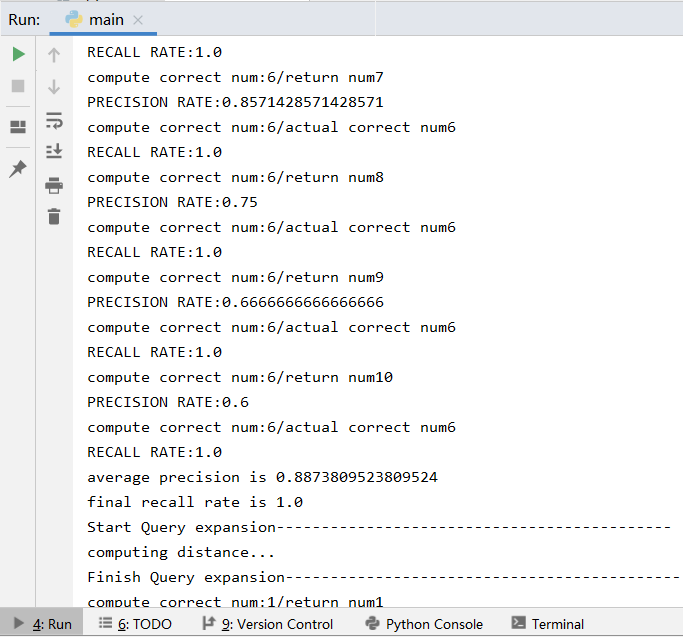 Run: main
RECALL RATE:1.0
compute correct num:6/return num7
PRECISION RATE:0.8571428571428571
compute correct num:6/actual correct num6
RECALL RATE:1.0
compute correct num:6/return num8
PRECISION RATE:0.75
compute correct num:6/actual correct num6
RECALL RATE:1.0
compute correct num:6/return num9
PRECISION RATE:0.6666666666666666
compute correct num:6/actual correct num6
RECALL RATE:1.0
compute correct num:6/return num10
PRECISION RATE:0.6
compute correct num:6/actual correct num6
RECALL RATE:1.0
average precision is 0.8873809523809524
final recall rate is 1.0
Start Query expansion--------------------------------------------
computing distance...
Finish Query expansion--------------------------------------------
compute correct num:1/return num1
4: Run 6: TODO 9: Version Control Python Console Terminal